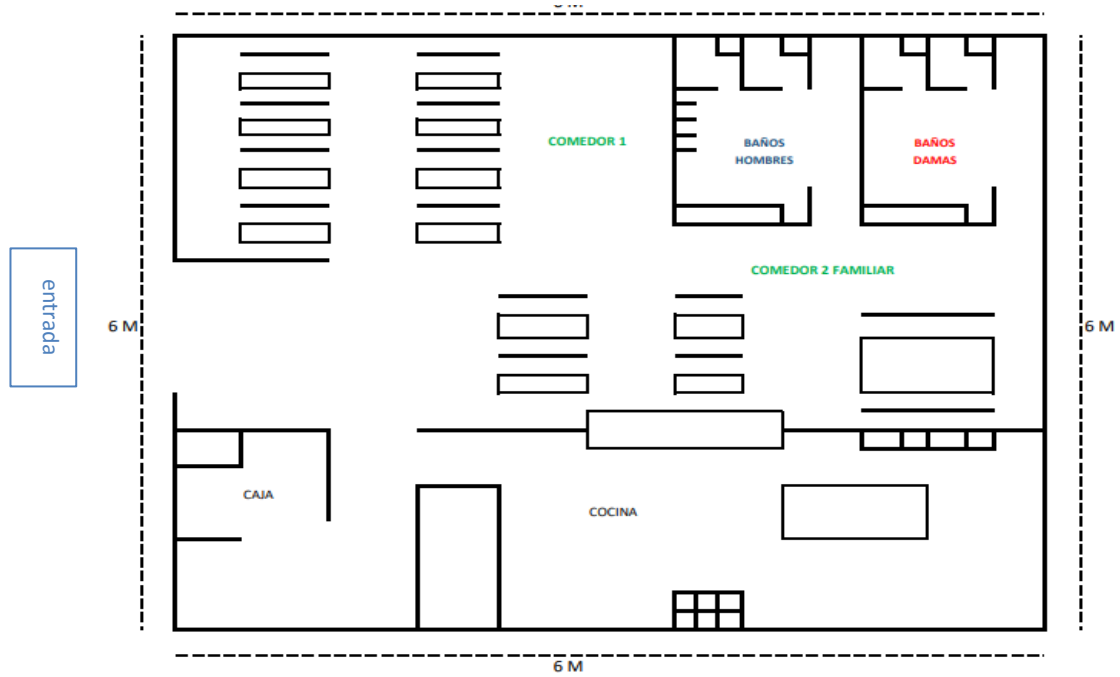 COMEDOR 1
BAÑOS
HOMBRES
BAÑOS
DAMAS
COMEDOR 2 FAMILIAR
entrada
6 M
6 M
CAJA
COCINA
6 M